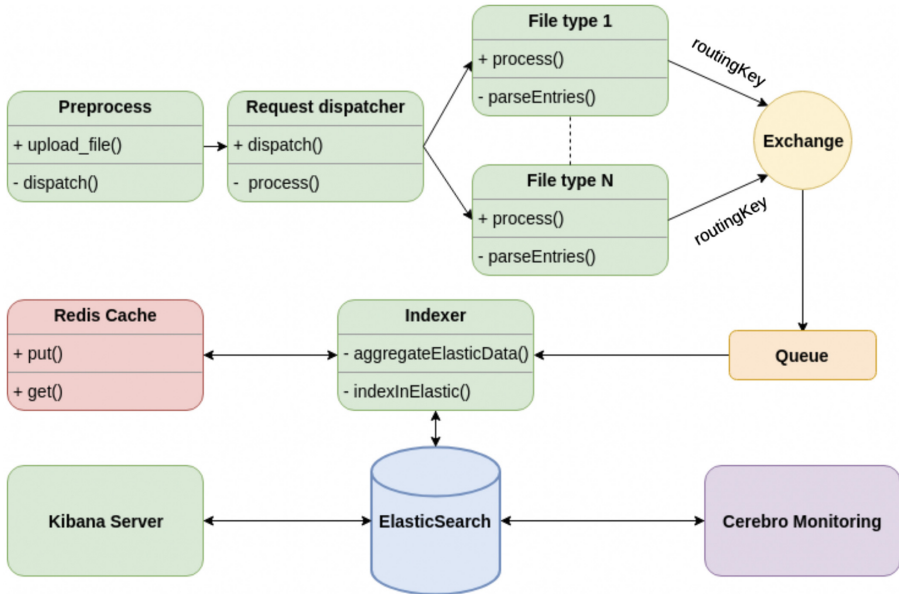 File type 1
+ process()
- parseEntries()
routingKey
Preprocess
+ upload_file()
- dispatch()
Request dispatcher
+ dispatch()
- process()
Exchange
File type N
+ process()
- parseEntries()
routingKey
Redis Cache
+ put()
+ get()
Indexer
- aggregateElasticData()
- indexInElastic()
Queue
Kibana Server
ElasticSearch
Cerebro Monitoring